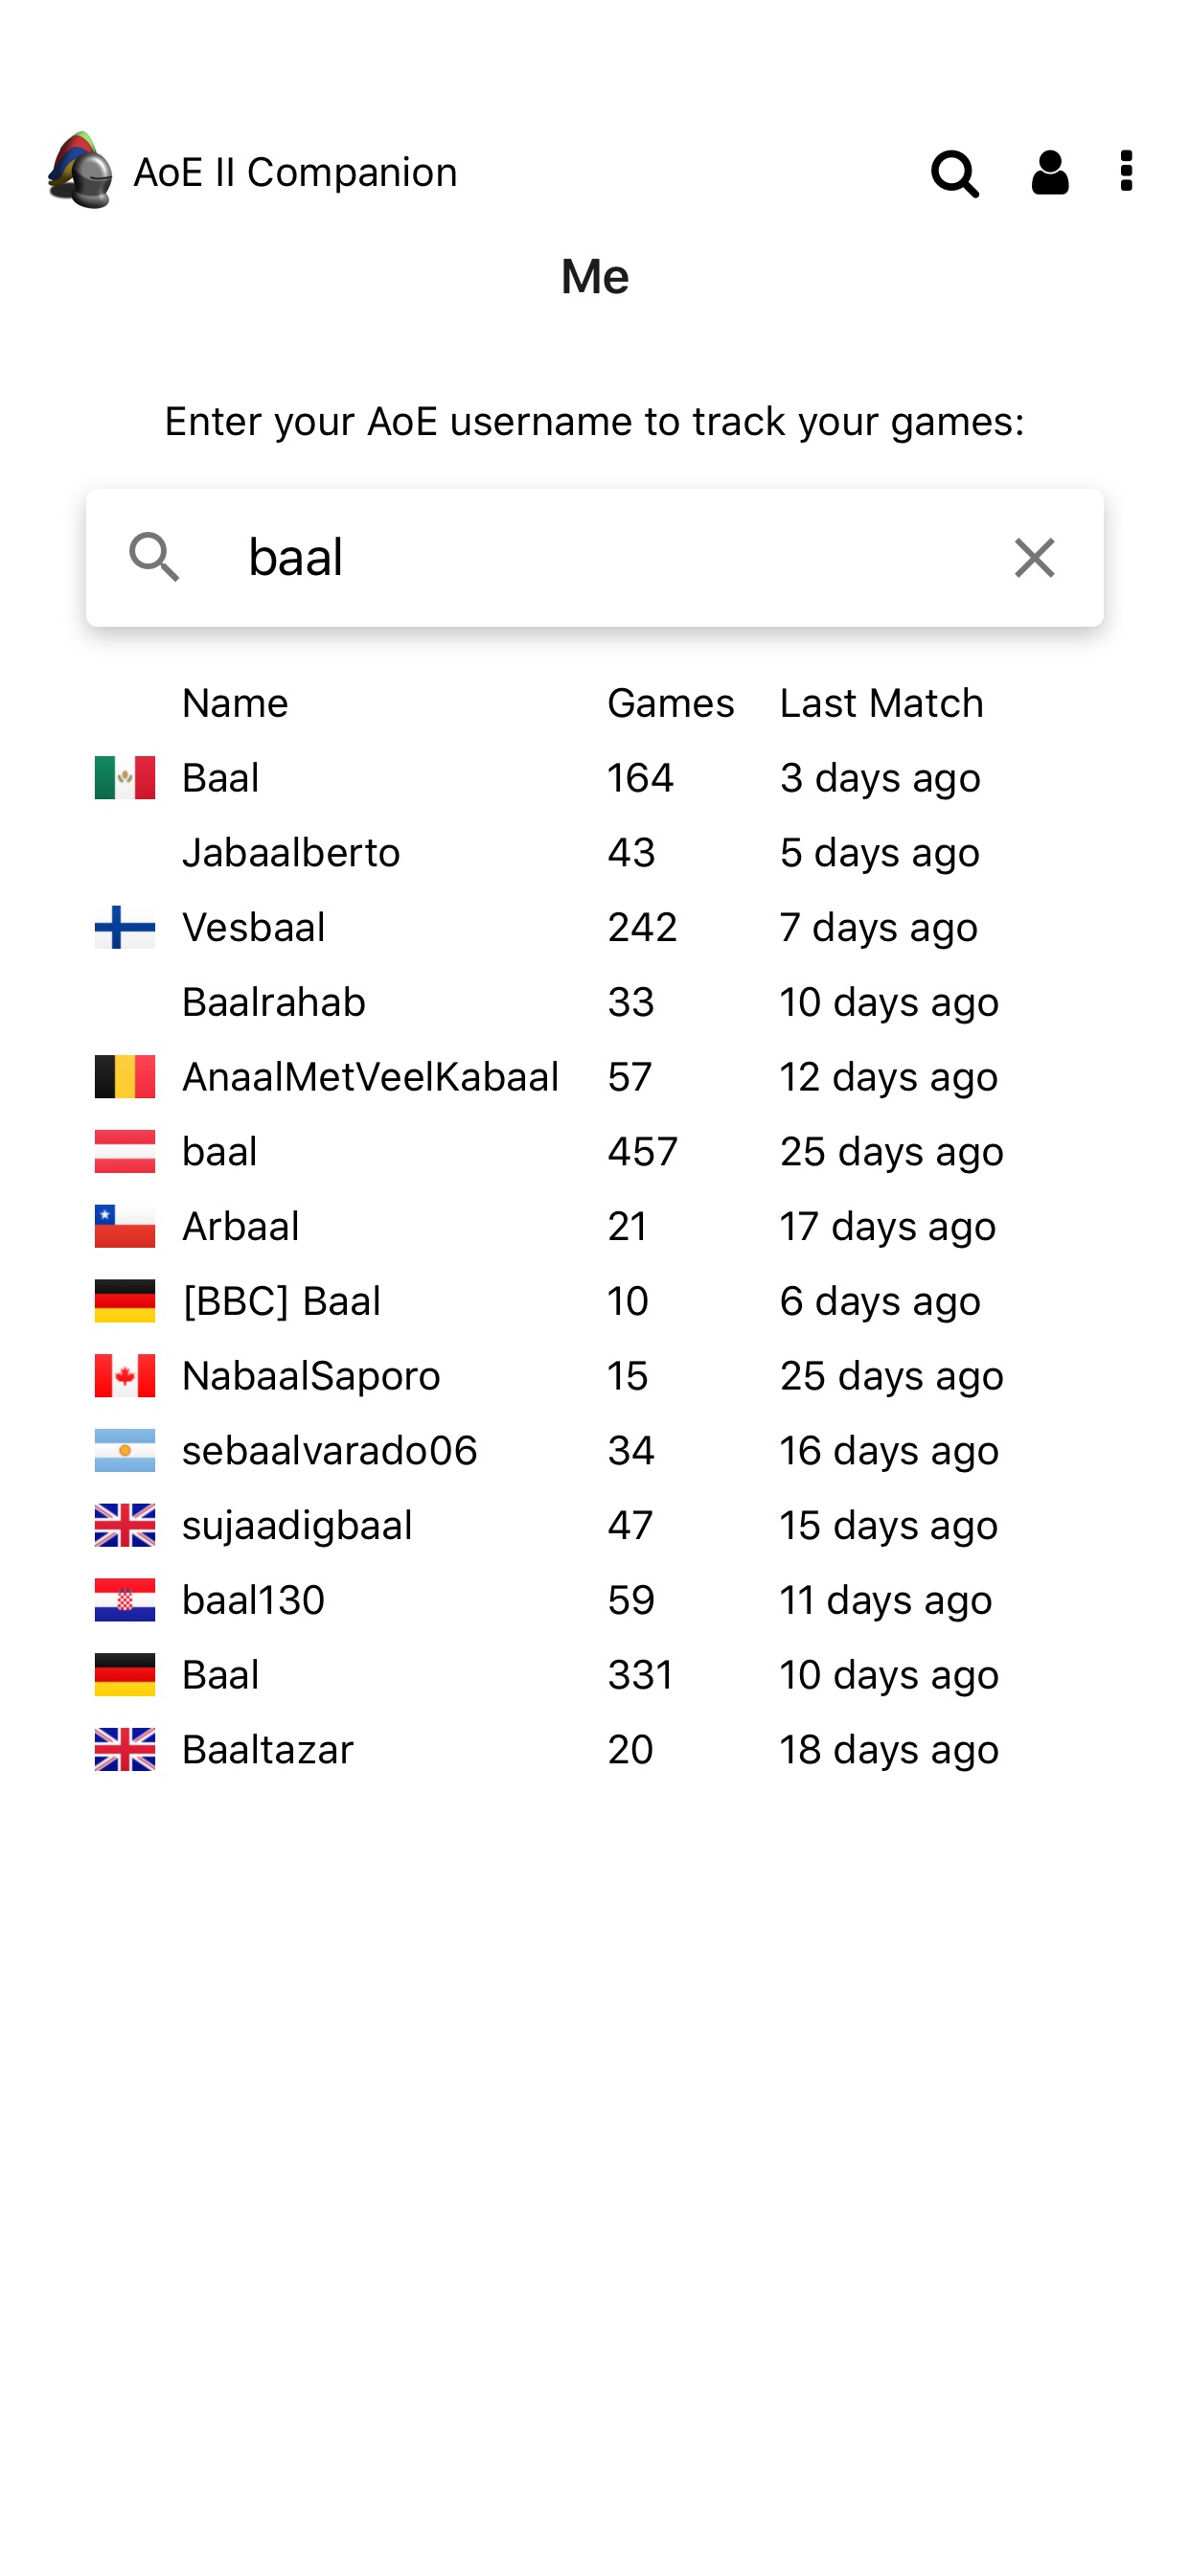 AoE II Companion
Me
Enter your AoE username to track your games:
baal
Name Games Last Match
Baal 164 3 days ago
Jabaalberto 43 5 days ago
Vesbaal 242 7 days ago
Baalrahab 33 10 days ago
AnaalMetVeelKabaal 57 12 days ago
baal 457 25 days ago
Arbaal 21 17 days ago
[BBC] Baal 10 6 days ago
NabaalSaporo 15 25 days ago
sebaalvarado06 34 16 days ago
sujaadigbaal 47 15 days ago
baal130 59 11 days ago
Baal 331 10 days ago
Baaltazar 20 18 days ago